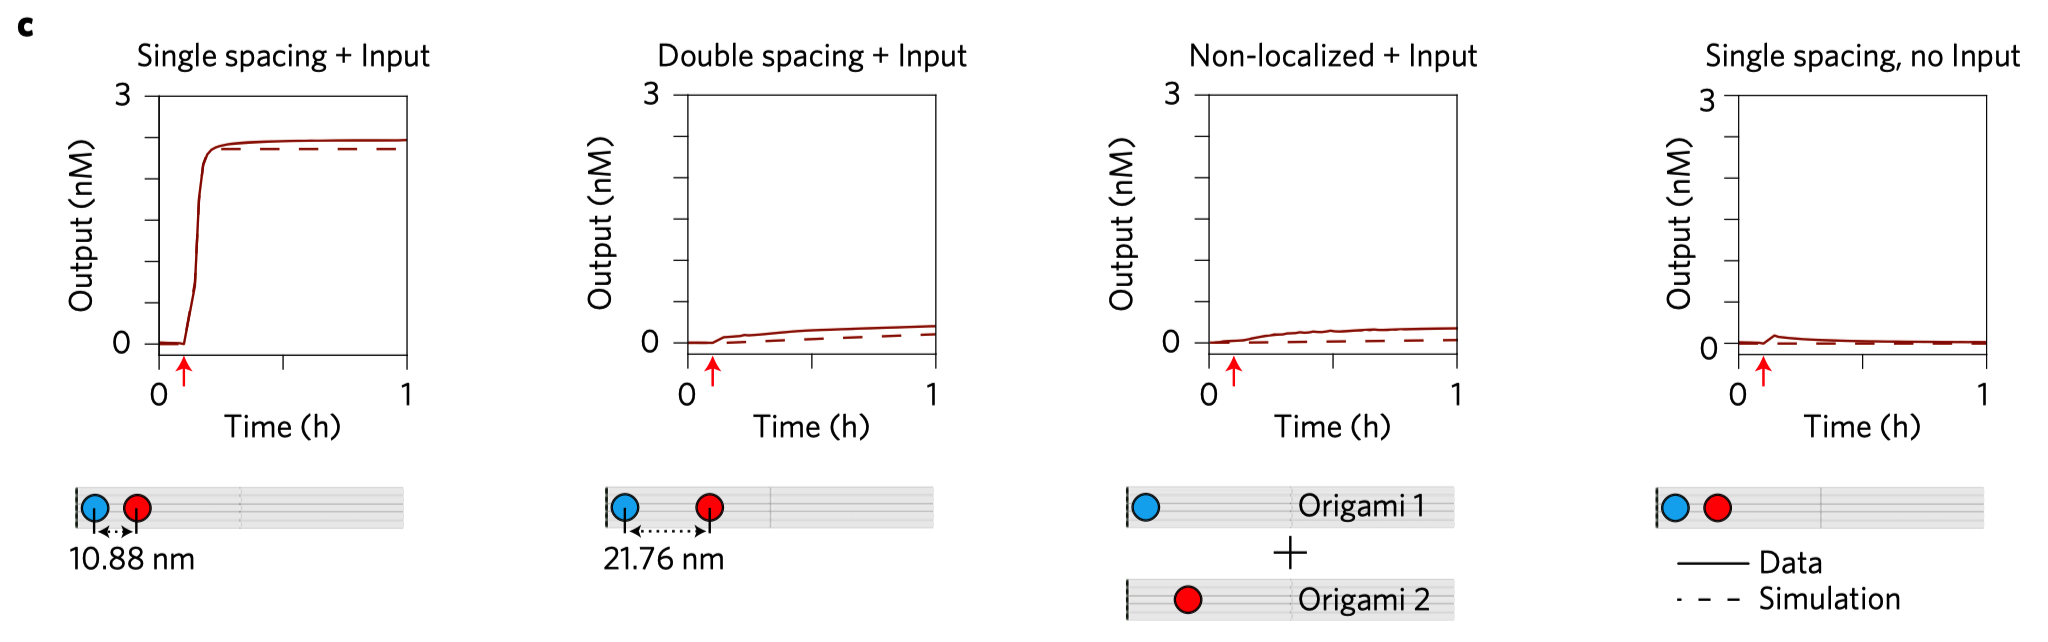 c
Single spacing + Input
3
Output (nM)
0
0
1
Time (h)
10.88 nm
Double spacing + Input
3
Output (nM)
0
0
1
Time (h)
21.76 nm
Non-localized + Input
3
Output (nM)
0
0
1
Time (h)
Origami 1
+
Origami 2
Single spacing, no Input
3
Output (nM)
0
0
1
Time (h)
Data
Simulation